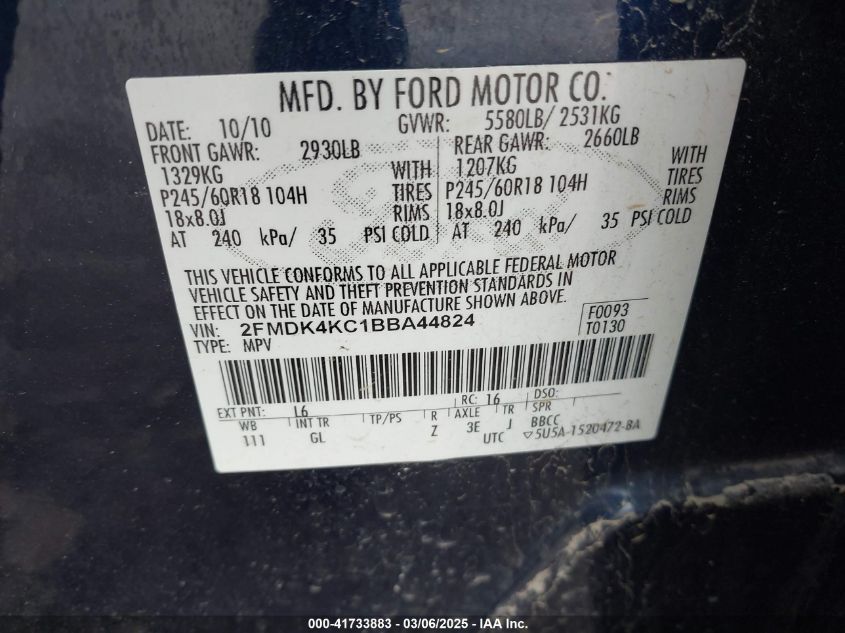 MFD. BY FORD MOTOR CO.
DATE: 10/10 GVWR: 5580LB/ 2531KG
FRONT GAWR: 2930LB REAR GAWR: 2660LB
1329KG WITH 1207KG WITH
P245/60R18 104H TIRES P245/60R18 104H TIRES
18x8.0J RIMS 18x8.0J RIMS
AT 240 kPa/ 35 PSI COLD AT 240 kPa/ 35 PSI COLD
THIS VEHICLE CONFORMS TO ALL APPLICABLE FEDERAL MOTOR
VEHICLE SAFETY AND THEFT PREVENTION STANDARDS IN
EFFECT ON THE DATE OF MANUFACTURE SHOWN ABOVE.
VIN: 2FMDK4KC1BBA44824 F0093
TYPE: MPV T0130
EXT PNT: L6 RC: 16 DSO:
WB INT TR TP/PS R AXLE TR SPR
111 GL Z 3E J BBCC
UTC ▽5U5A-1520472-BA
000-41733883 - 03/06/2025 - IAA Inc.